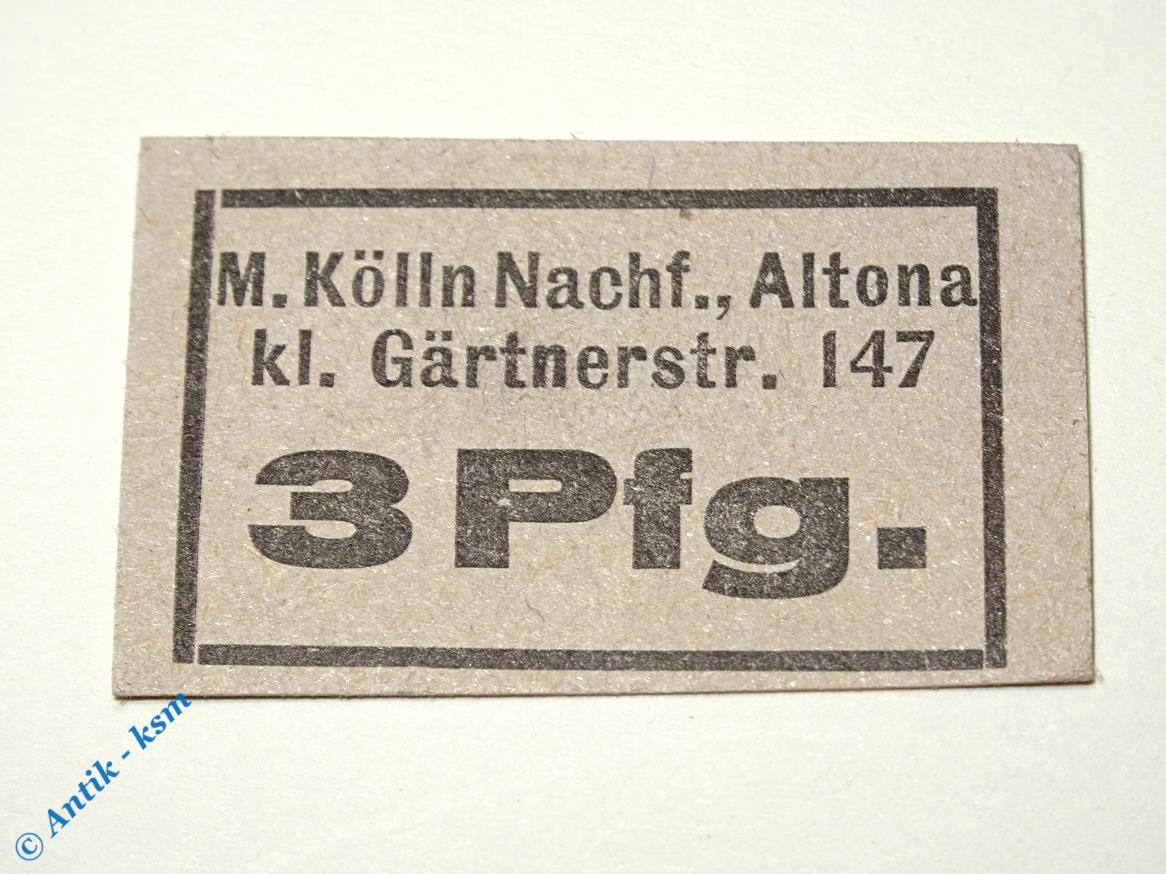 M. Kölln Nachf., Altona
kl. Gärtnerstr. 147
3 Pfg.
© Antik - ksm